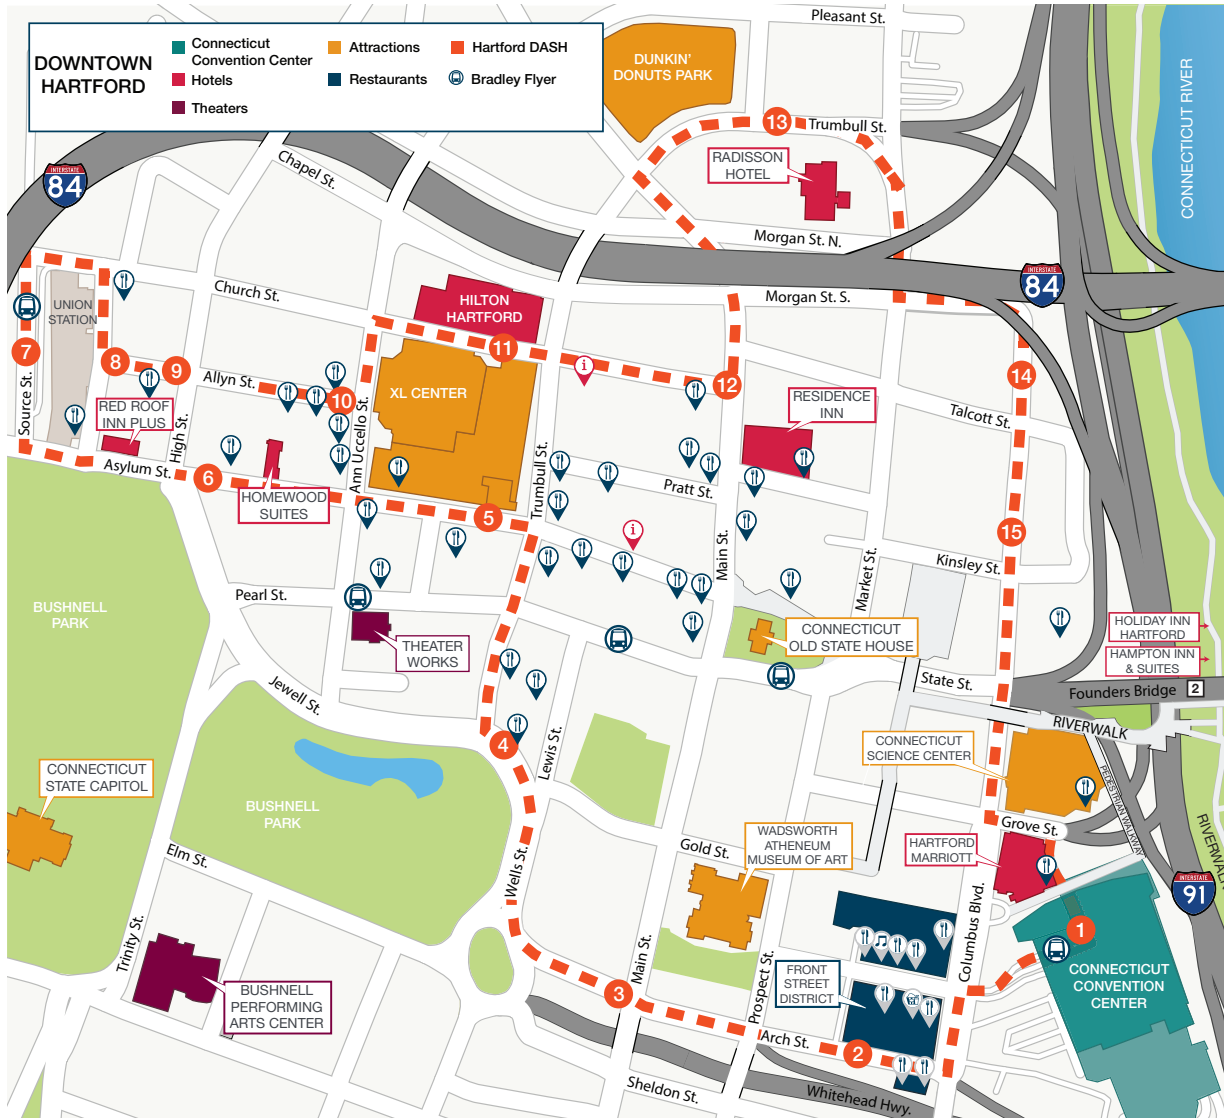 DOWNTOWN
HARTFORD
Connecticut
Convention Center
Hotels
Theaters
Attractions
Restaurants
Hartford DASH
Bradley Flyer
DUNKIN'
DONUTS PARK
Pleasant St.
13
Trumbull St.
RADISSON
HOTEL
Morgan St. N.
CONNECTICUT RIVER
INTERSTATE
84
Chapel St.
INTERSTATE
84
Morgan St. S.
Church St.
UNION
STATION
HILTON
HARTFORD
7
8
9
10
11
12
14
i
Source St.
Allyn St.
XL CENTER
RED ROOF
INN PLUS
High St.
Ann Ucello St.
RESIDENCE
INN
Talcott St.
Asylum St.
6
HOMEWOOD
SUITES
5
Trumbull St.
Pratt St.
Main St.
i
15
Kinsley St.
Market St.
Pearl St.
BUSHNELL
PARK
THEATER
WORKS
CONNECTICUT
OLD STATE HOUSE
HOLIDAY INN
HARTFORD
HAMPTON INN
& SUITES
State St.
Founders Bridge
2
RIVERWALK
Jewell St.
4
Lewis St.
CONNECTICUT
SCIENCE CENTER
PEDESTRIAN WALKWAY
CONNECTICUT
STATE CAPITOL
BUSHNELL
PARK
WADSWORTH
ATHENEUM
MUSEUM OF ART
Gold St.
Grove St.
HARTFORD
MARRIOTT
RIVERWALK
INTERSTATE
91
Elm St.
Wells St.
Columbus Blvd.
1
Trinity St.
Main St.
Prospect St.
FRONT
STREET
DISTRICT
CONNECTICUT
CONVENTION
CENTER
BUSHNELL
PERFORMING
ARTS CENTER
3
Arch St.
2
Sheldon St.
Whitehead Hwy.